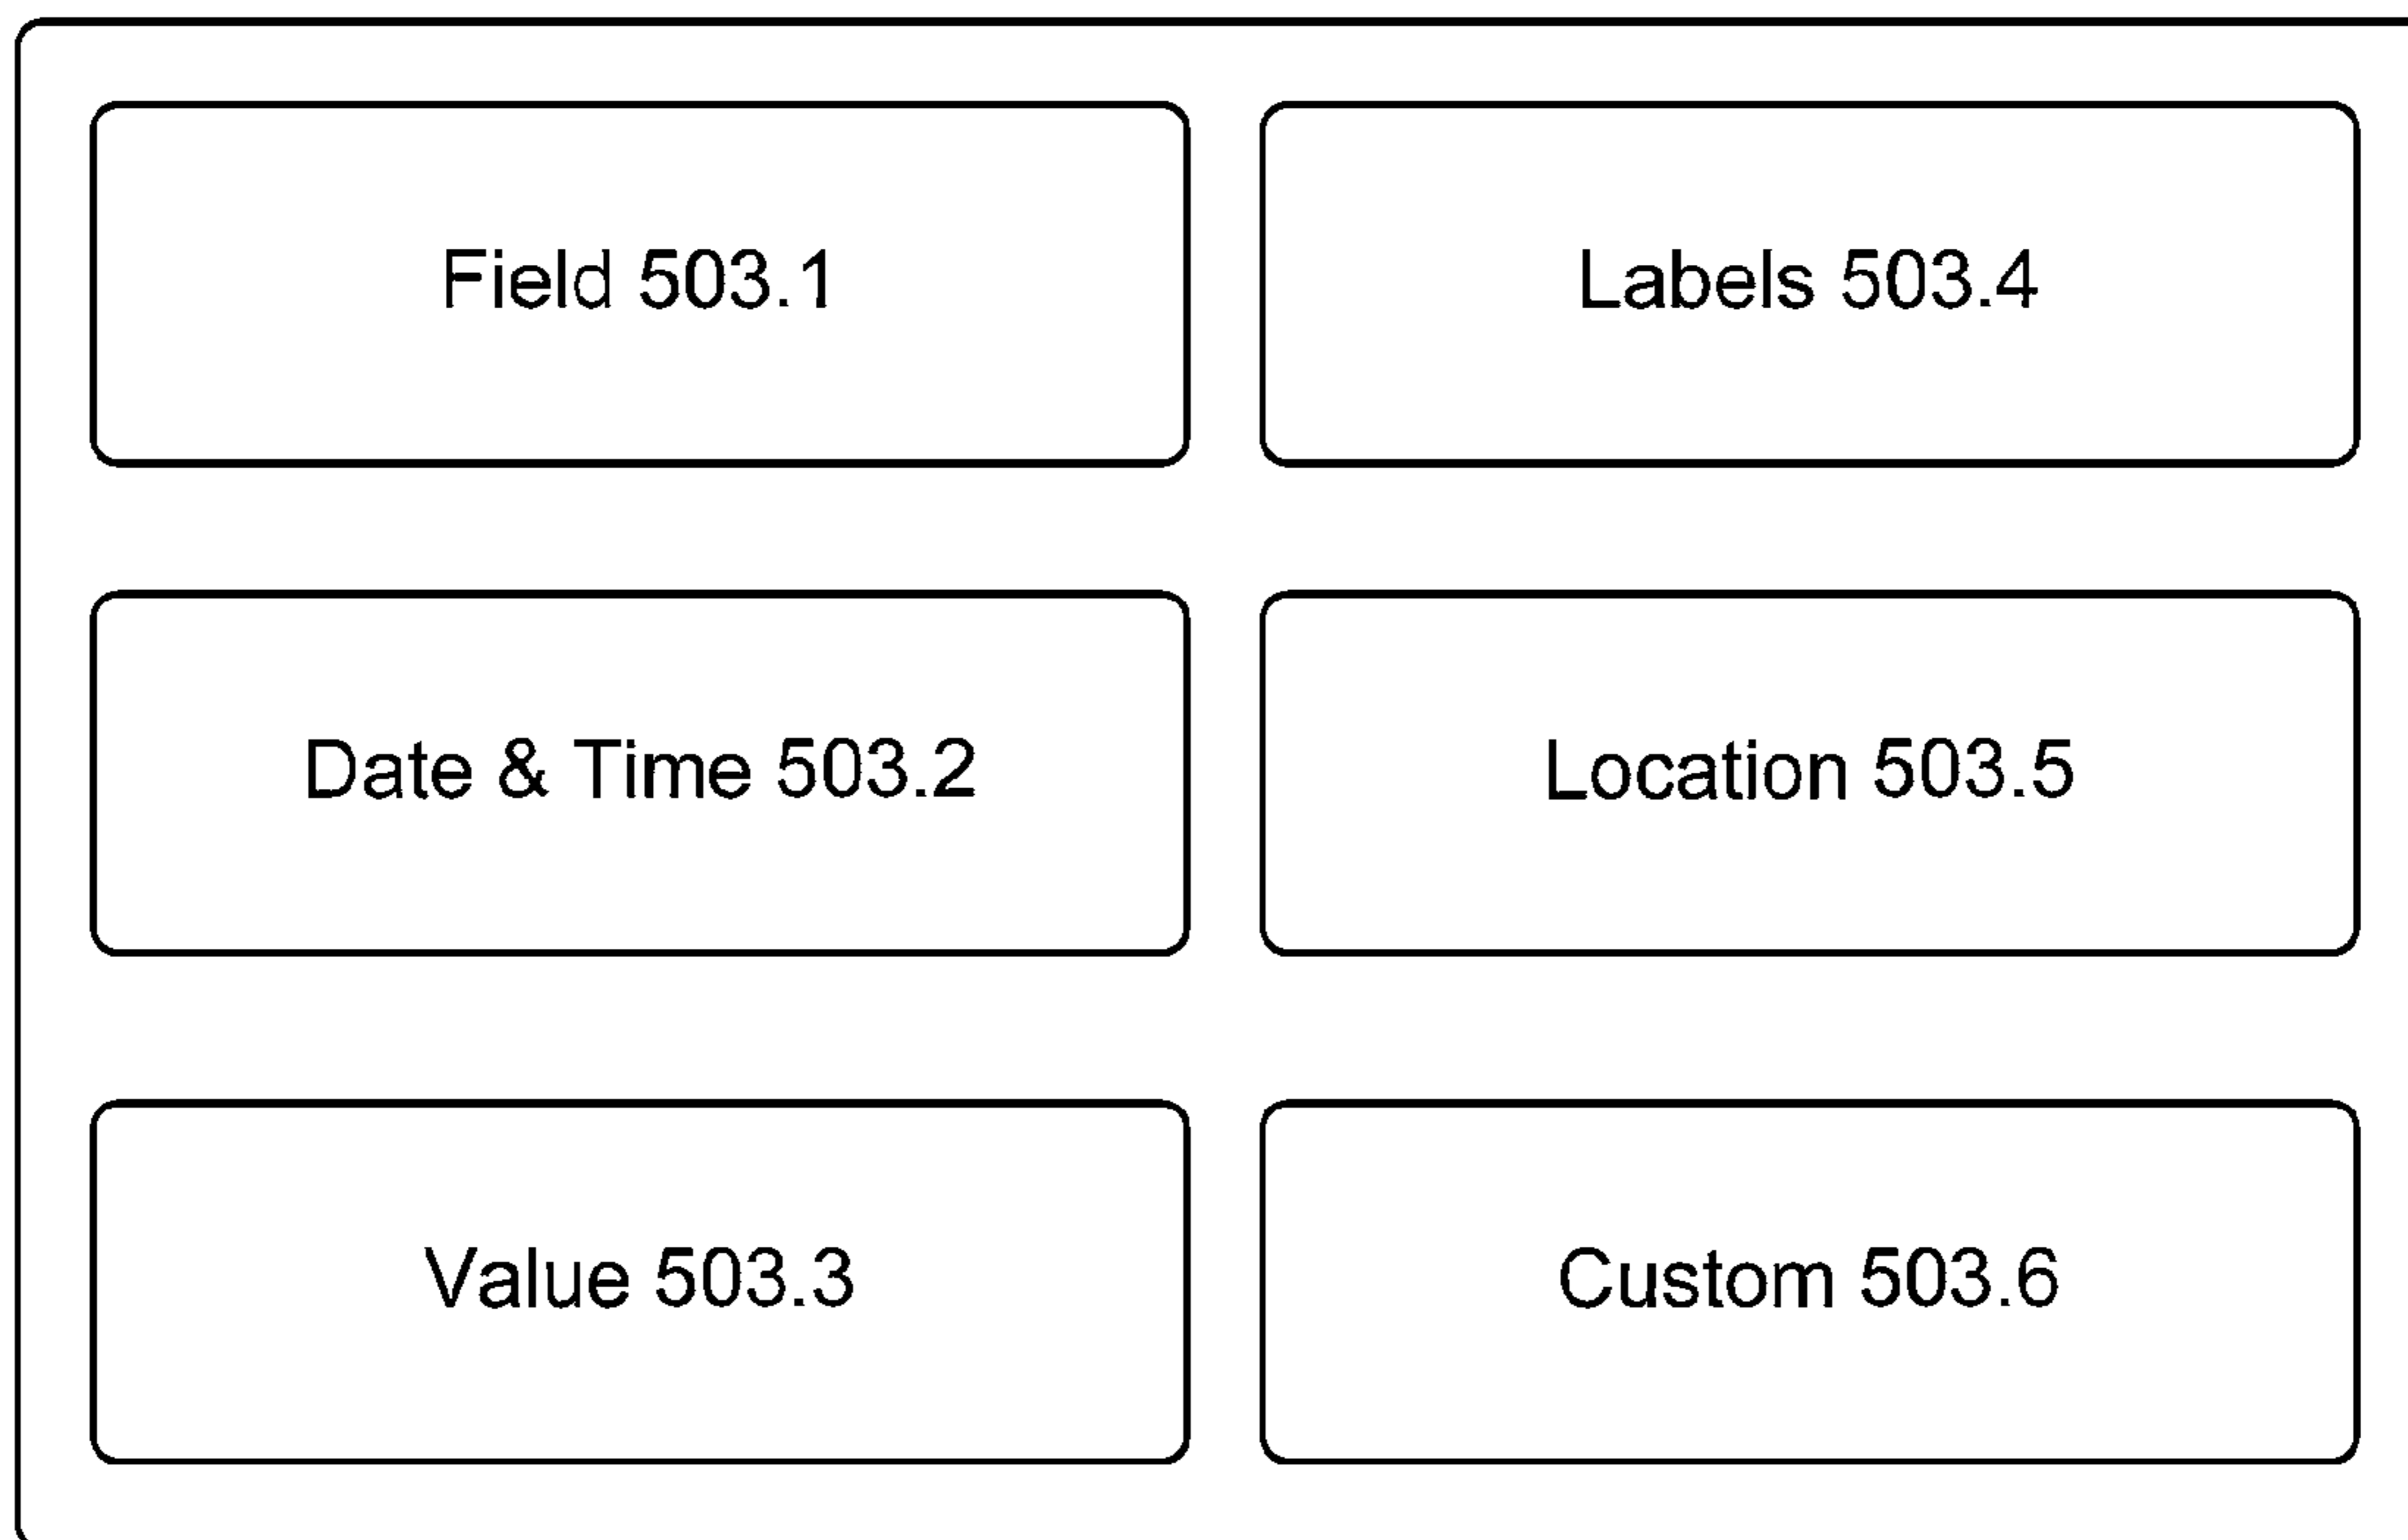 Field 503.1
Labels 503.4
Date & Time 503.2
Location 503.5
Value 503.3
Custom 503.6